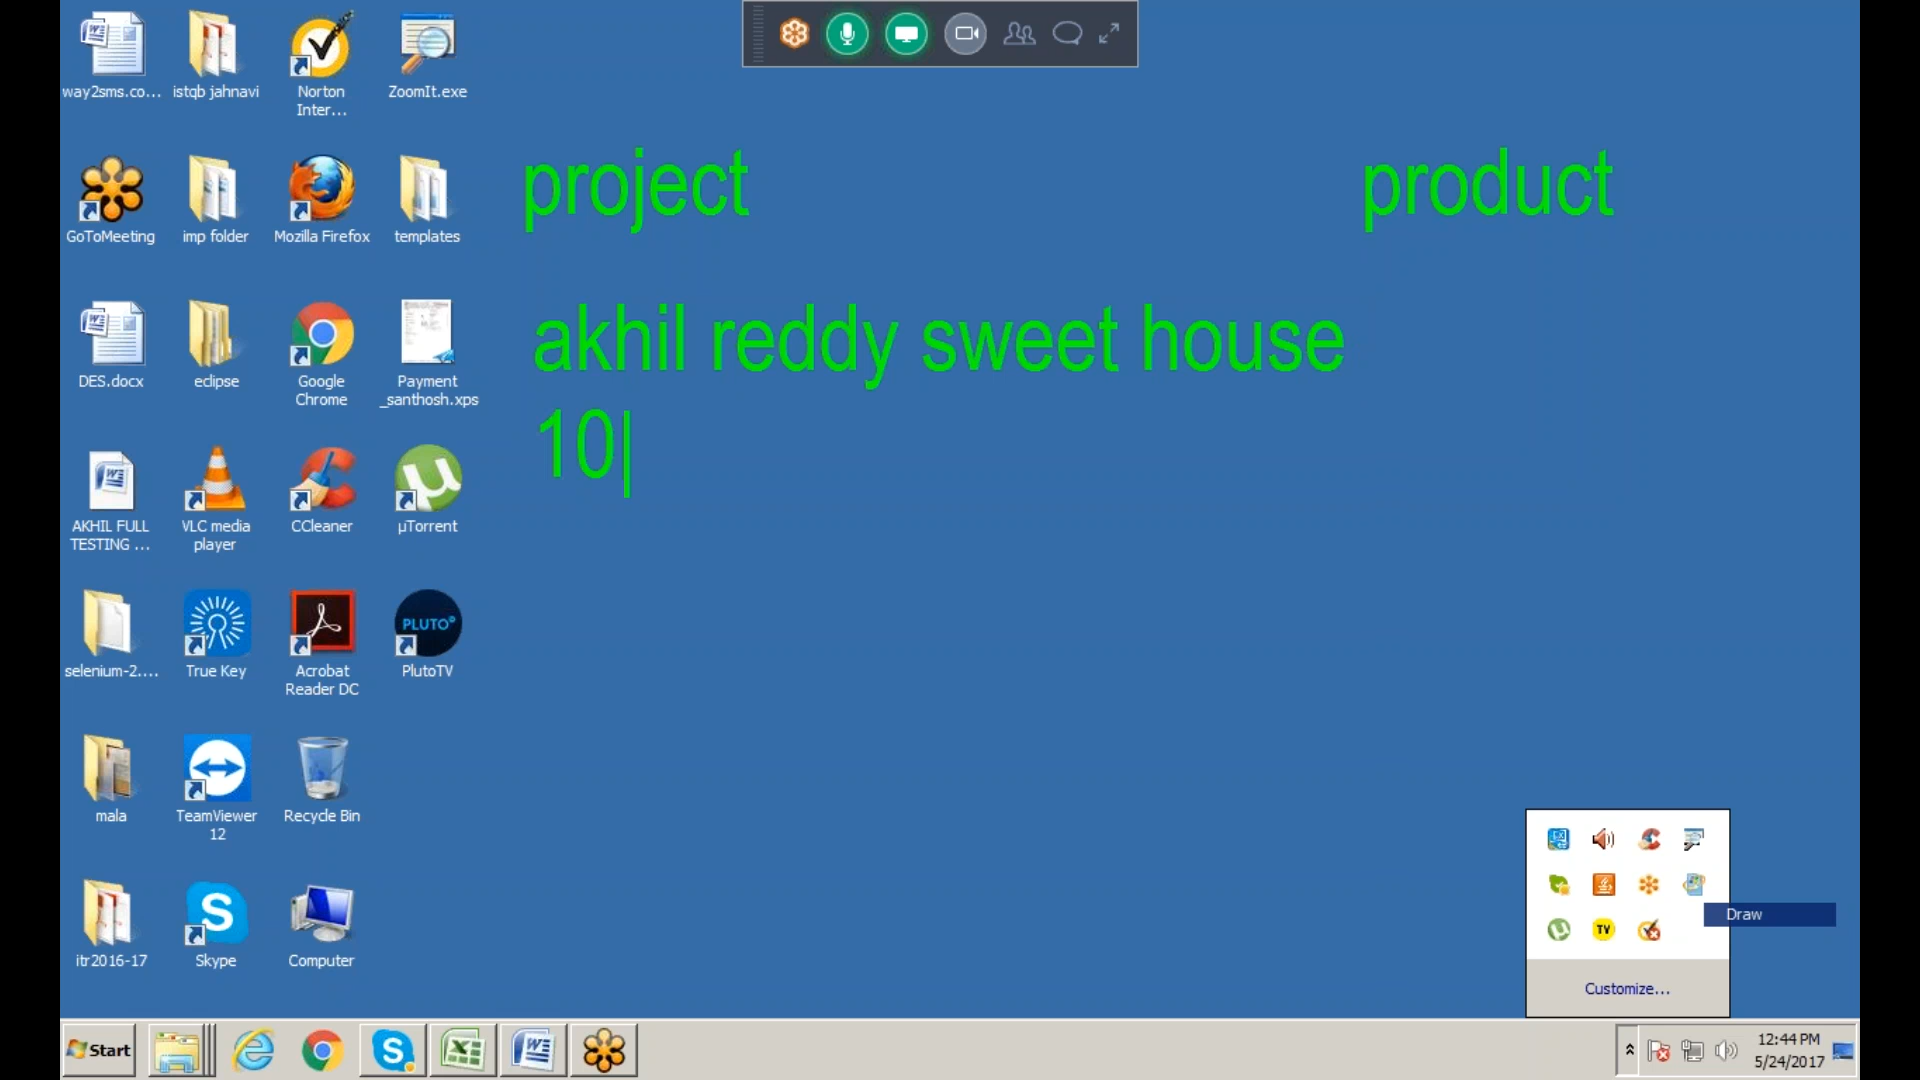 way2sms.co...
istqb jahnavi
Norton
Inter...
ZoomIt.exe
project
product
GoToMeeting
imp folder
Mozilla Firefox
templates
akhil reddy sweet house
10
DES.docx
eclipse
Google
Chrome
Payment
_santhosh.xps
AKHIL FULL
TESTING ...
VLC media
player
CCleaner
µTorrent
PLUTO
selenium-2....
True Key
Acrobat
Reader DC
PlutoTV
mala
TeamViewer
12
Recycle Bin
itr2016-17
Skype
Computer
TV
Draw
Customize...
Start
12:44 PM
5/24/2017